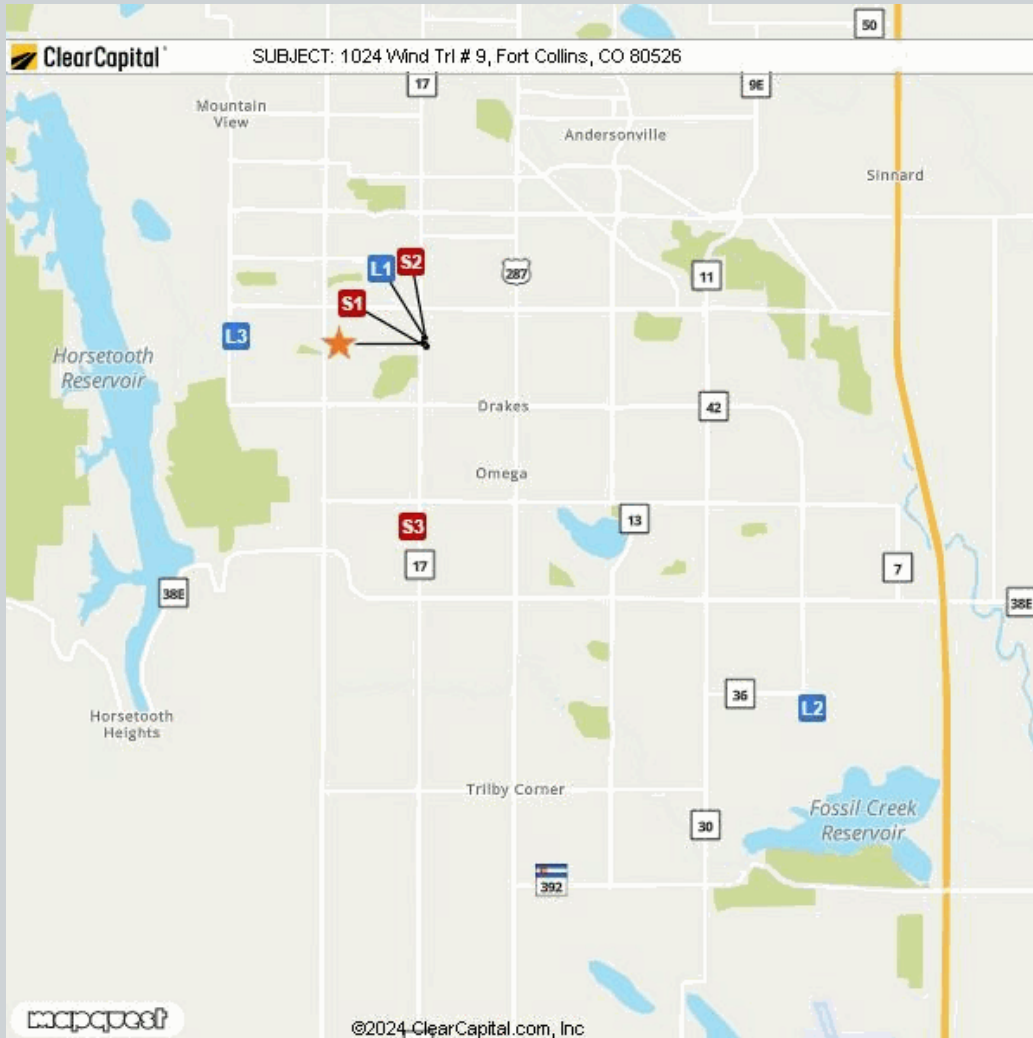 50
ClearCapital
SUBJECT: 1024 Wind Trl # 9, Fort Collins, CO 80526
17
9E
Mountain
View
Andersonville
Sinnard
L1
S2
287
11
S1
L3
Horsetooth
Reservoir
Drakes
42
Omega
S3
13
17
7
38E
38E
36
L2
Horsetooth
Heights
Trilby Corner
Fossil Creek
Reservoir
30
392
mapquest
©2024 ClearCapital.com, Inc